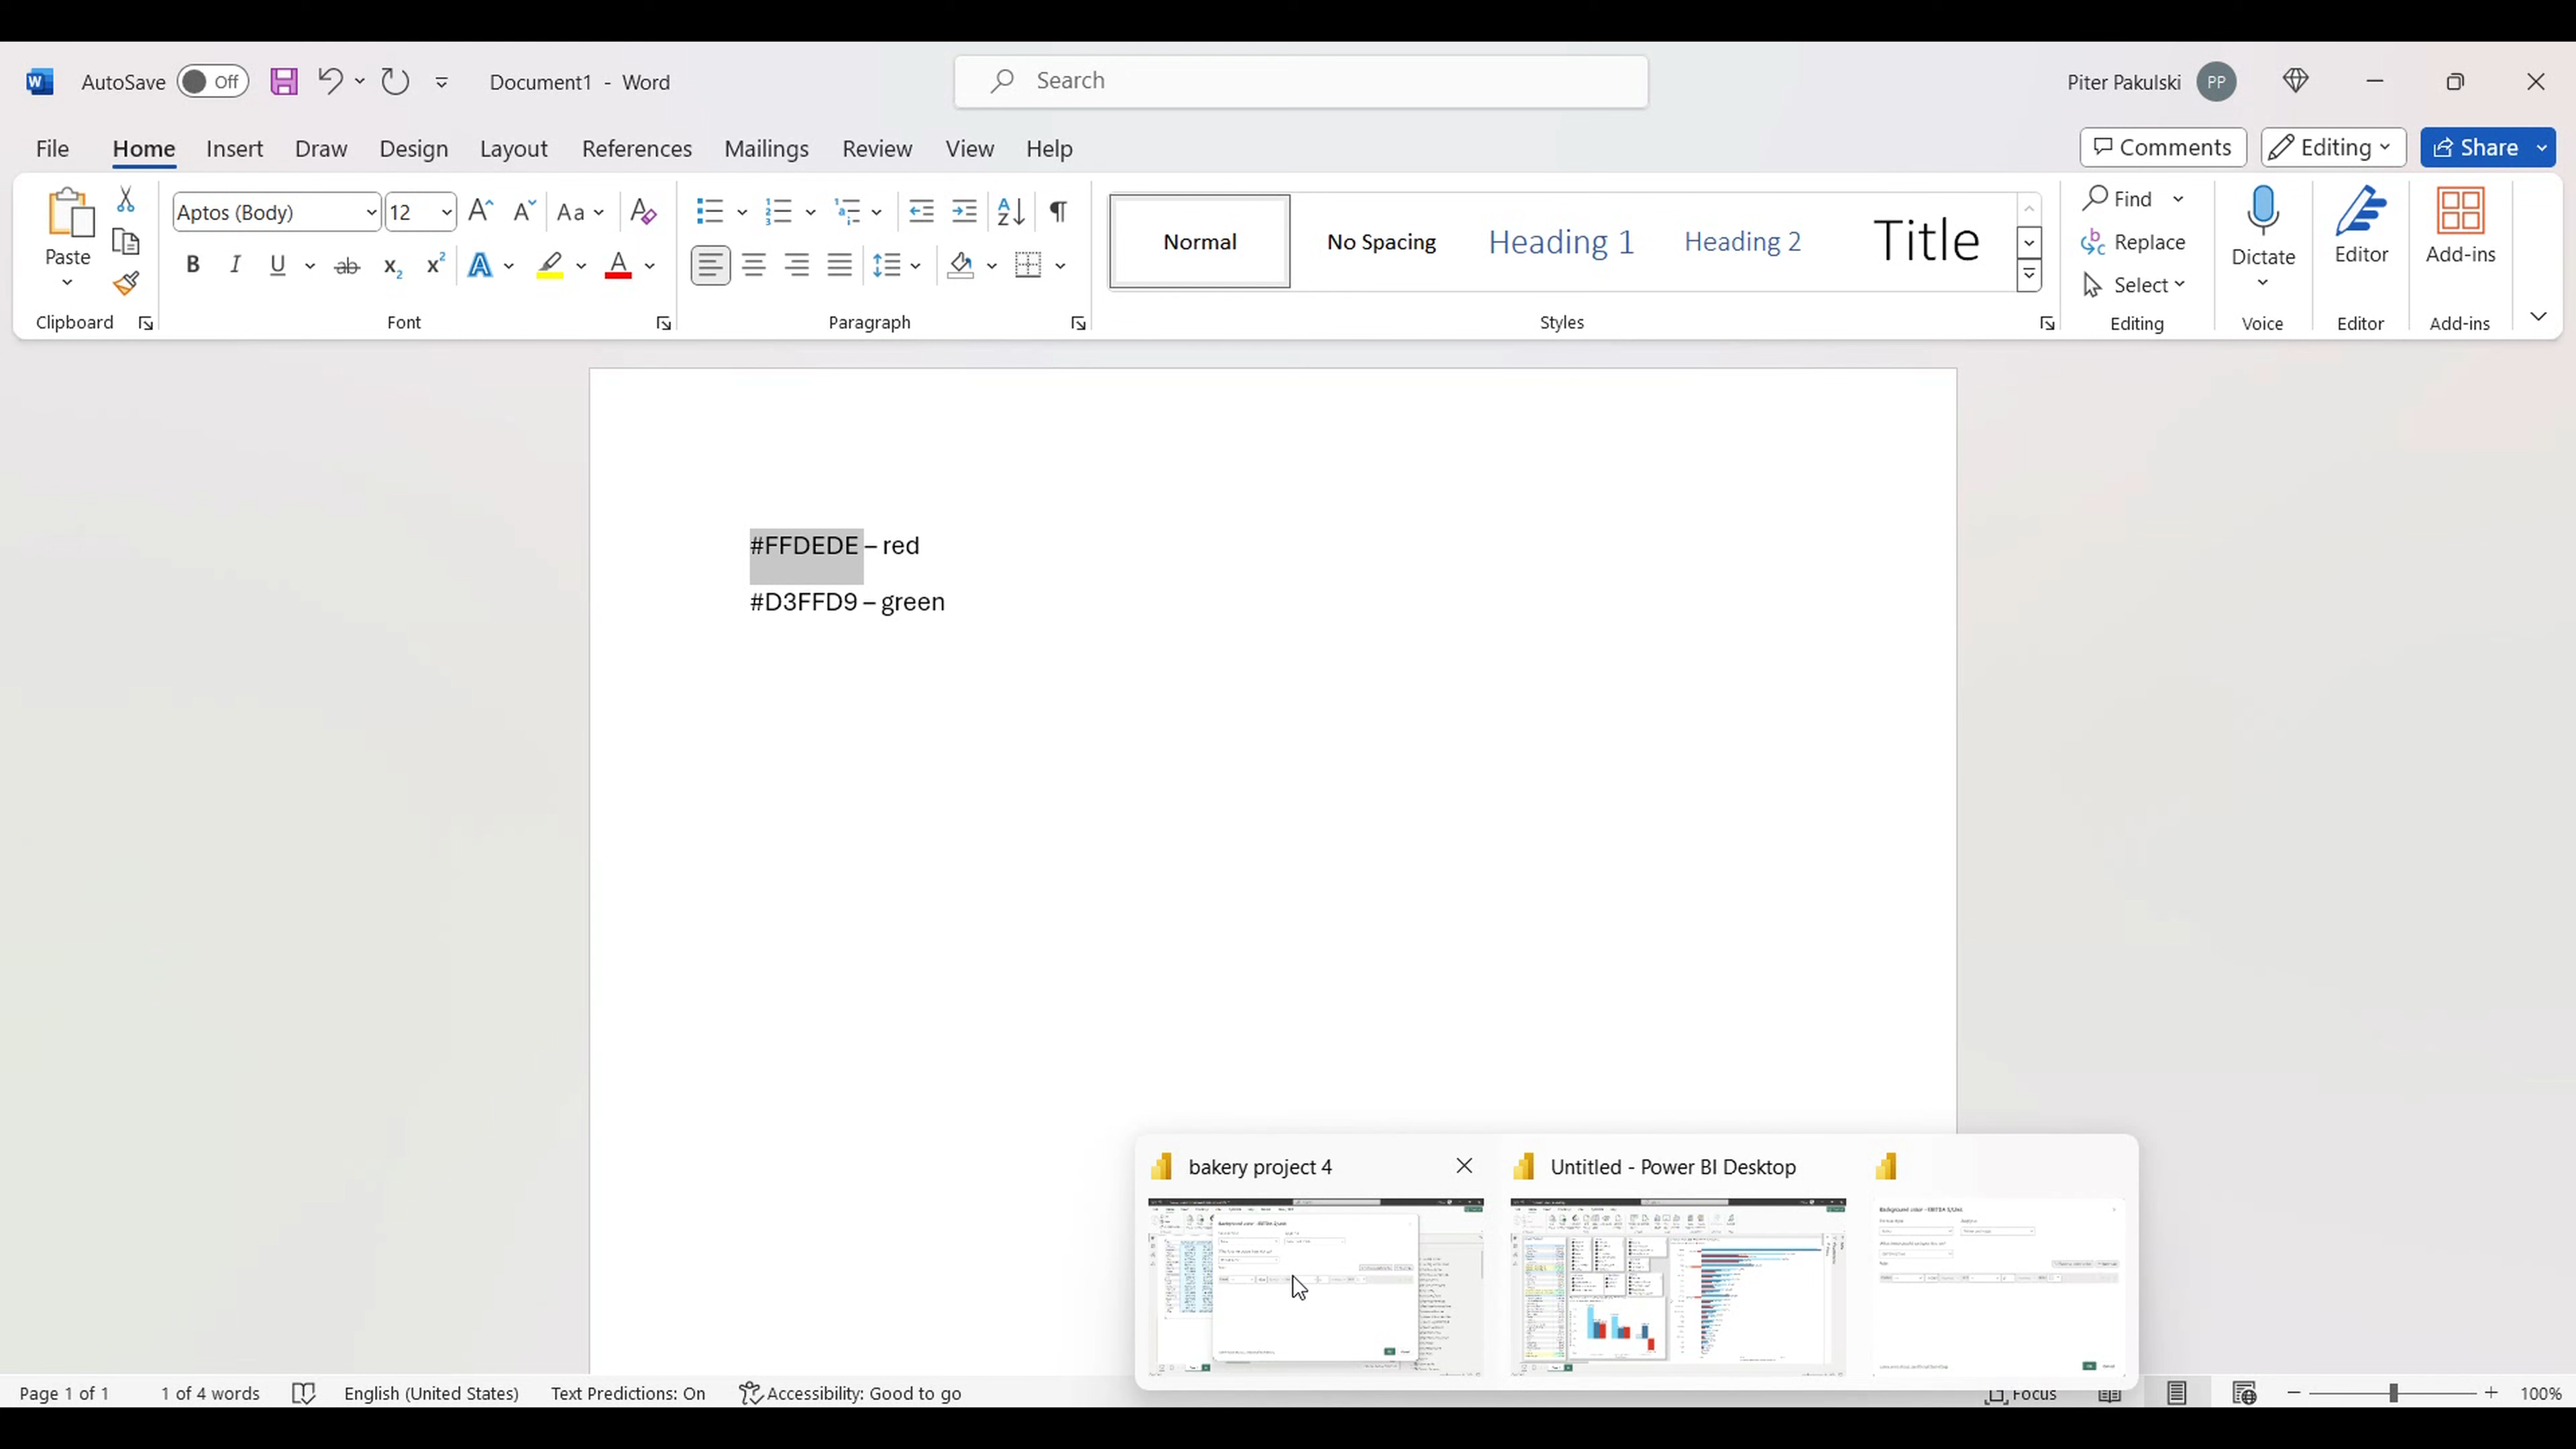 AutoSave Off Document1 - Word Search Piter Pakulski PP
File Home Insert Draw Design Layout References Mailings Review View Help Comments Editing Share
Paste Aptos (Body) 12 Aa Normal No Spacing Heading 1 Heading 2 Title Find Replace Select Dictate Editor Add-ins
Clipboard Font Paragraph Styles Editing Voice Editor Add-ins
#FFDEDE – red
#D3FFD9 – green
bakery project 4 Untitled - Power BI Desktop
Page 1 of 1 1 of 4 words English (United States) Text Predictions: On Accessibility: Good to go Focus 100%